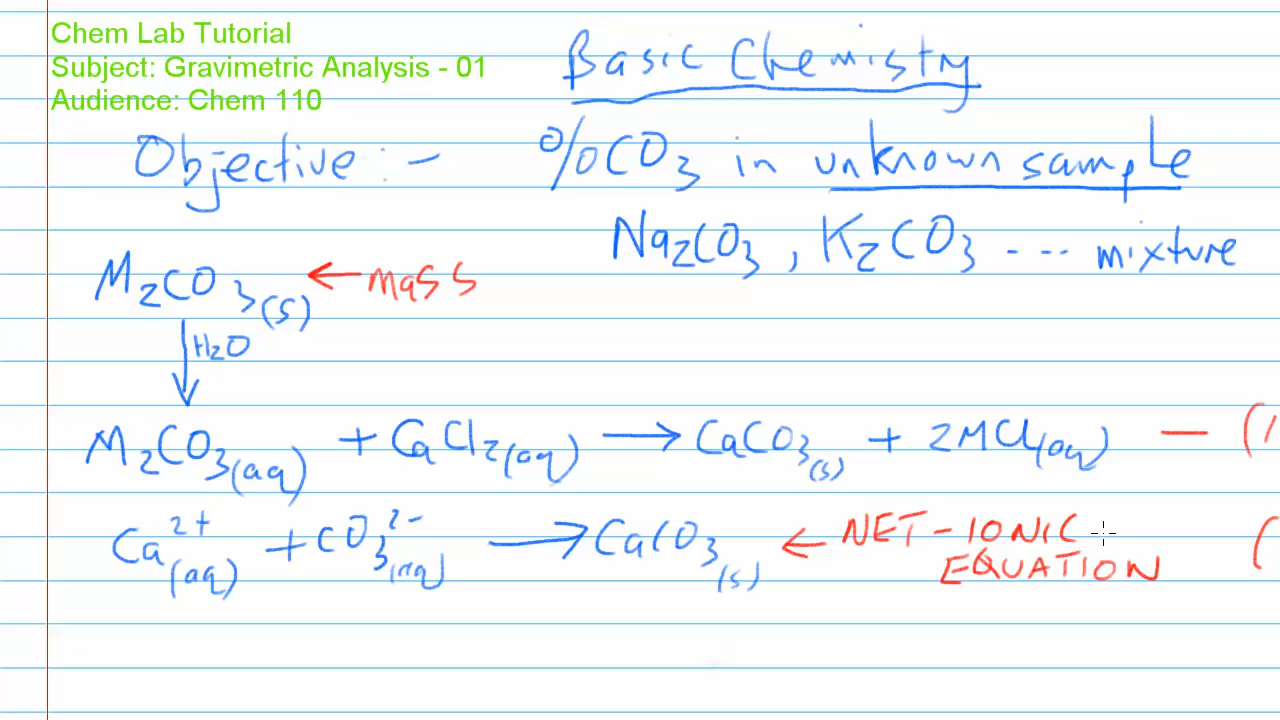 Chem Lab Tutorial
Subject: Gravimetric Analysis - 01
Audience: Chem 110
Basic Chemistry
Objective :- %CO3 in unknown sample
Na2CO3, K2CO3 ---- mixture
M2CO3(s) ← MASS
↓ H2O
M2CO3(aq) + CaCl2(aq) → CaCO3(s) + 2MCl(aq) — (1
Ca2+(aq) + CO3 2-(aq) → CaCO3(s) ← NET-IONIC (
EQUATION